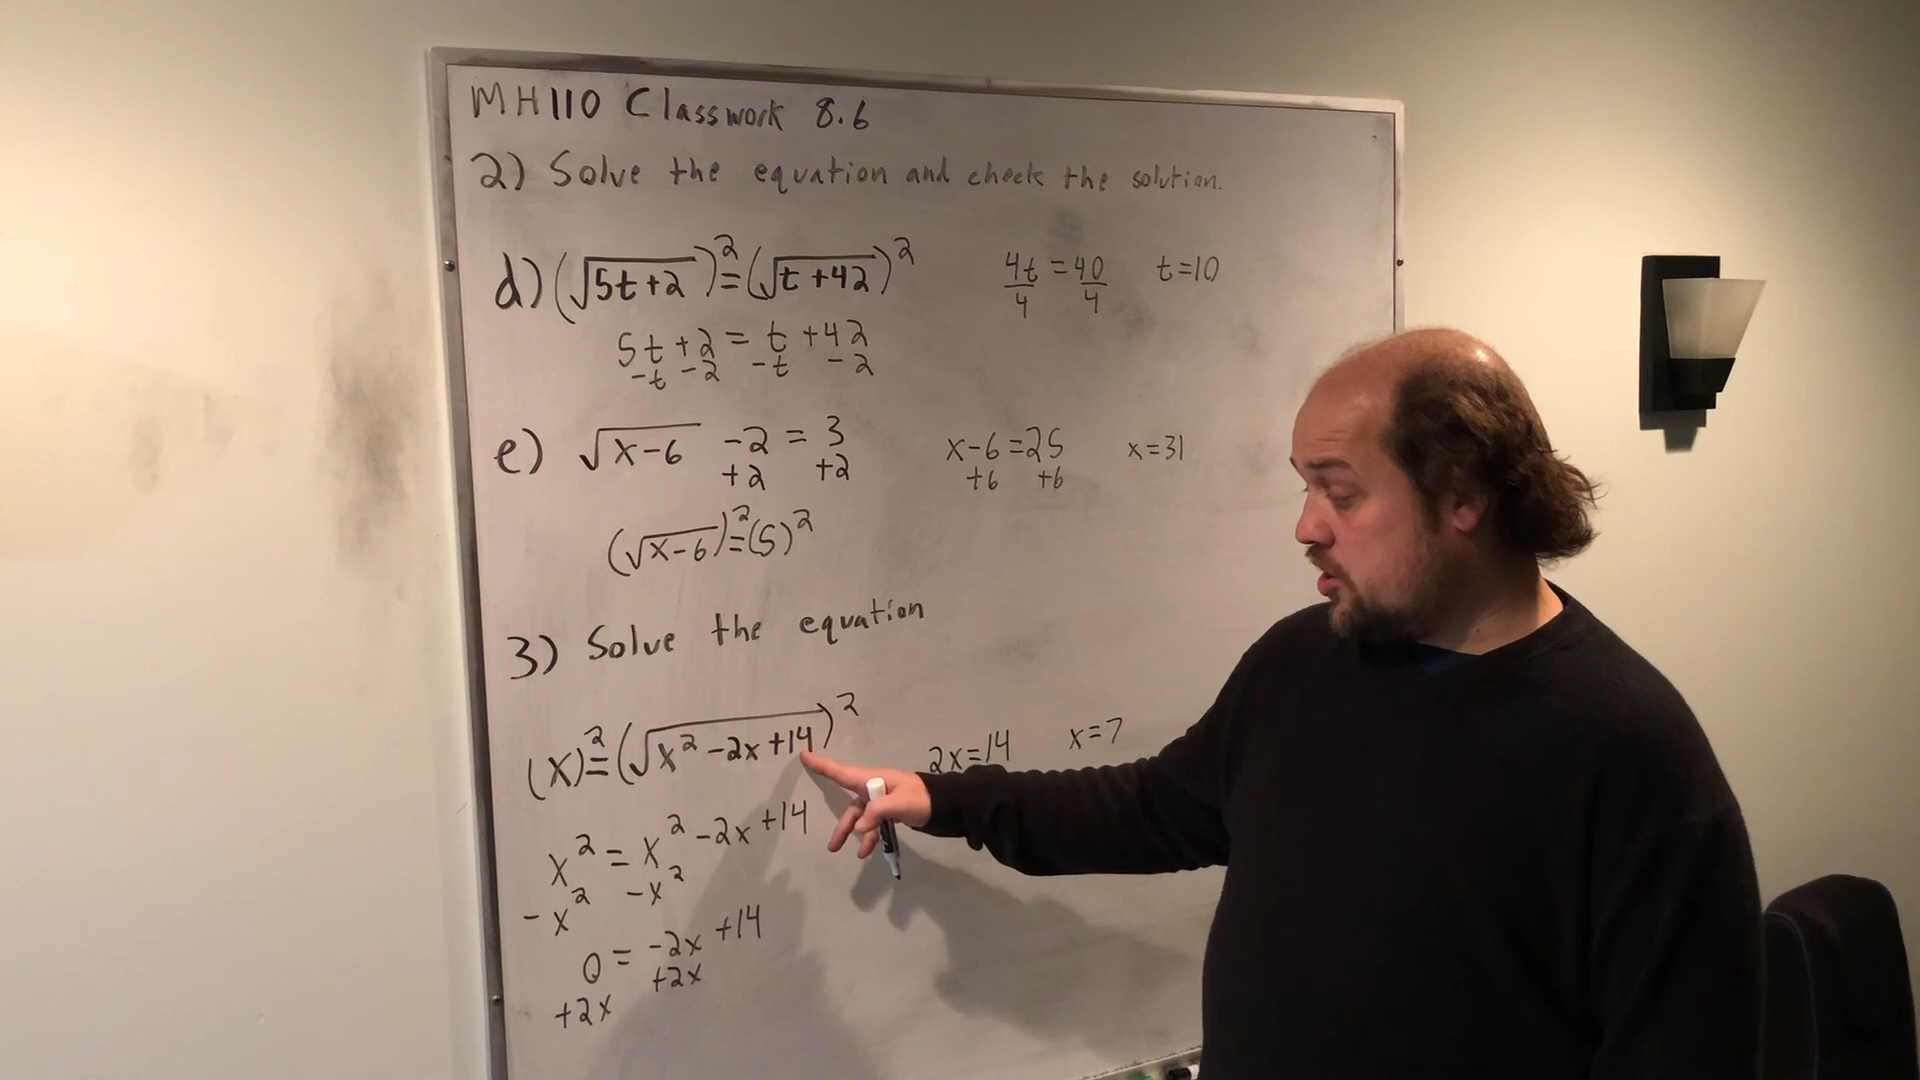 MH110 Classwork 8.6
2) Solve the equation and check the solution.
d) (√5t+2)² = (√t+42)²
5t+2 = t+42
-t -2 -t -2
4t = 40
4 4
t=10
e) √x-6 -2 = 3
+2 +2
(√x-6)² = (5)²
x-6=25
+6 +6
x=31
3) Solve the equation
(x)² = (√x² -2x +14)²
x² = x² -2x +14
-x² -x²
0 = -2x +14
+2x +2x
2x=14
x=7